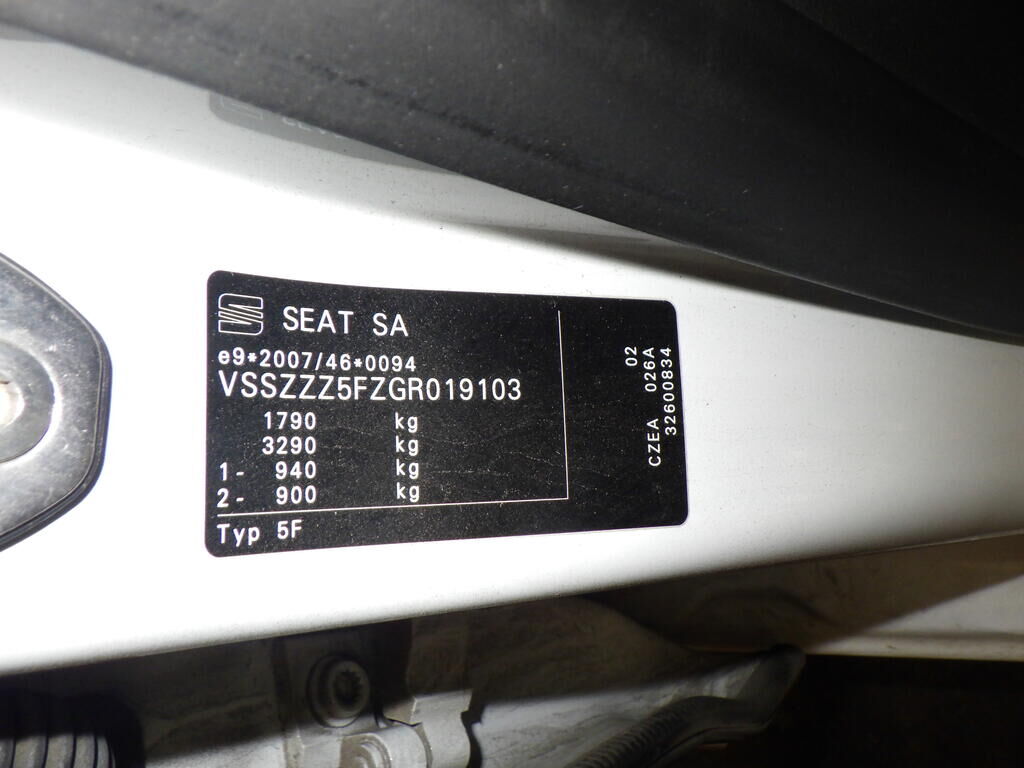 SEAT SA
e9*2007/46*0094
VSSZZZ5FZGR019103
1790 kg
3290 kg
1- 940 kg
2- 900 kg
Typ 5F
02
CZEA 026A
32600834